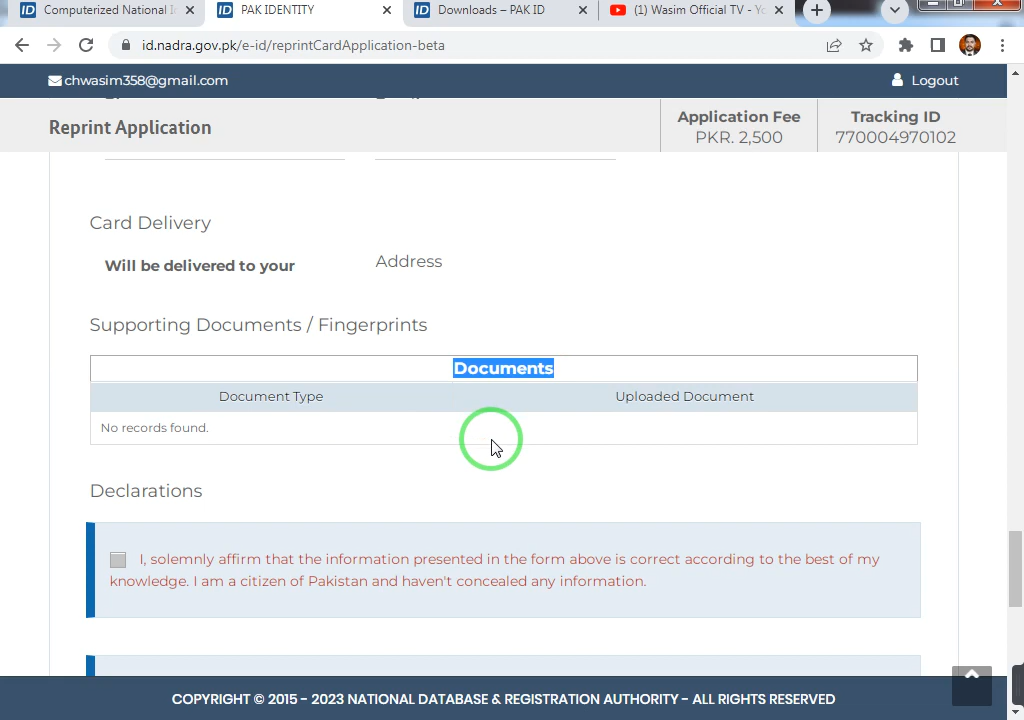 Computerized National I
PAK IDENTITY
Downloads – PAK ID
(1) Wasim Official TV - Yo
id.nadra.gov.pk/e-id/reprintCardApplication-beta
chwasim358@gmail.com
Logout
Reprint Application
Application Fee
PKR. 2,500
Tracking ID
770004970102
Card Delivery
Will be delivered to your
Address
Supporting Documents / Fingerprints
Documents
Document Type
Uploaded Document
No records found.
Declarations
I, solemnly affirm that the information presented in the form above is correct according to the best of my
knowledge. I am a citizen of Pakistan and haven't concealed any information.
COPYRIGHT © 2015 - 2023 NATIONAL DATABASE & REGISTRATION AUTHORITY - ALL RIGHTS RESERVED